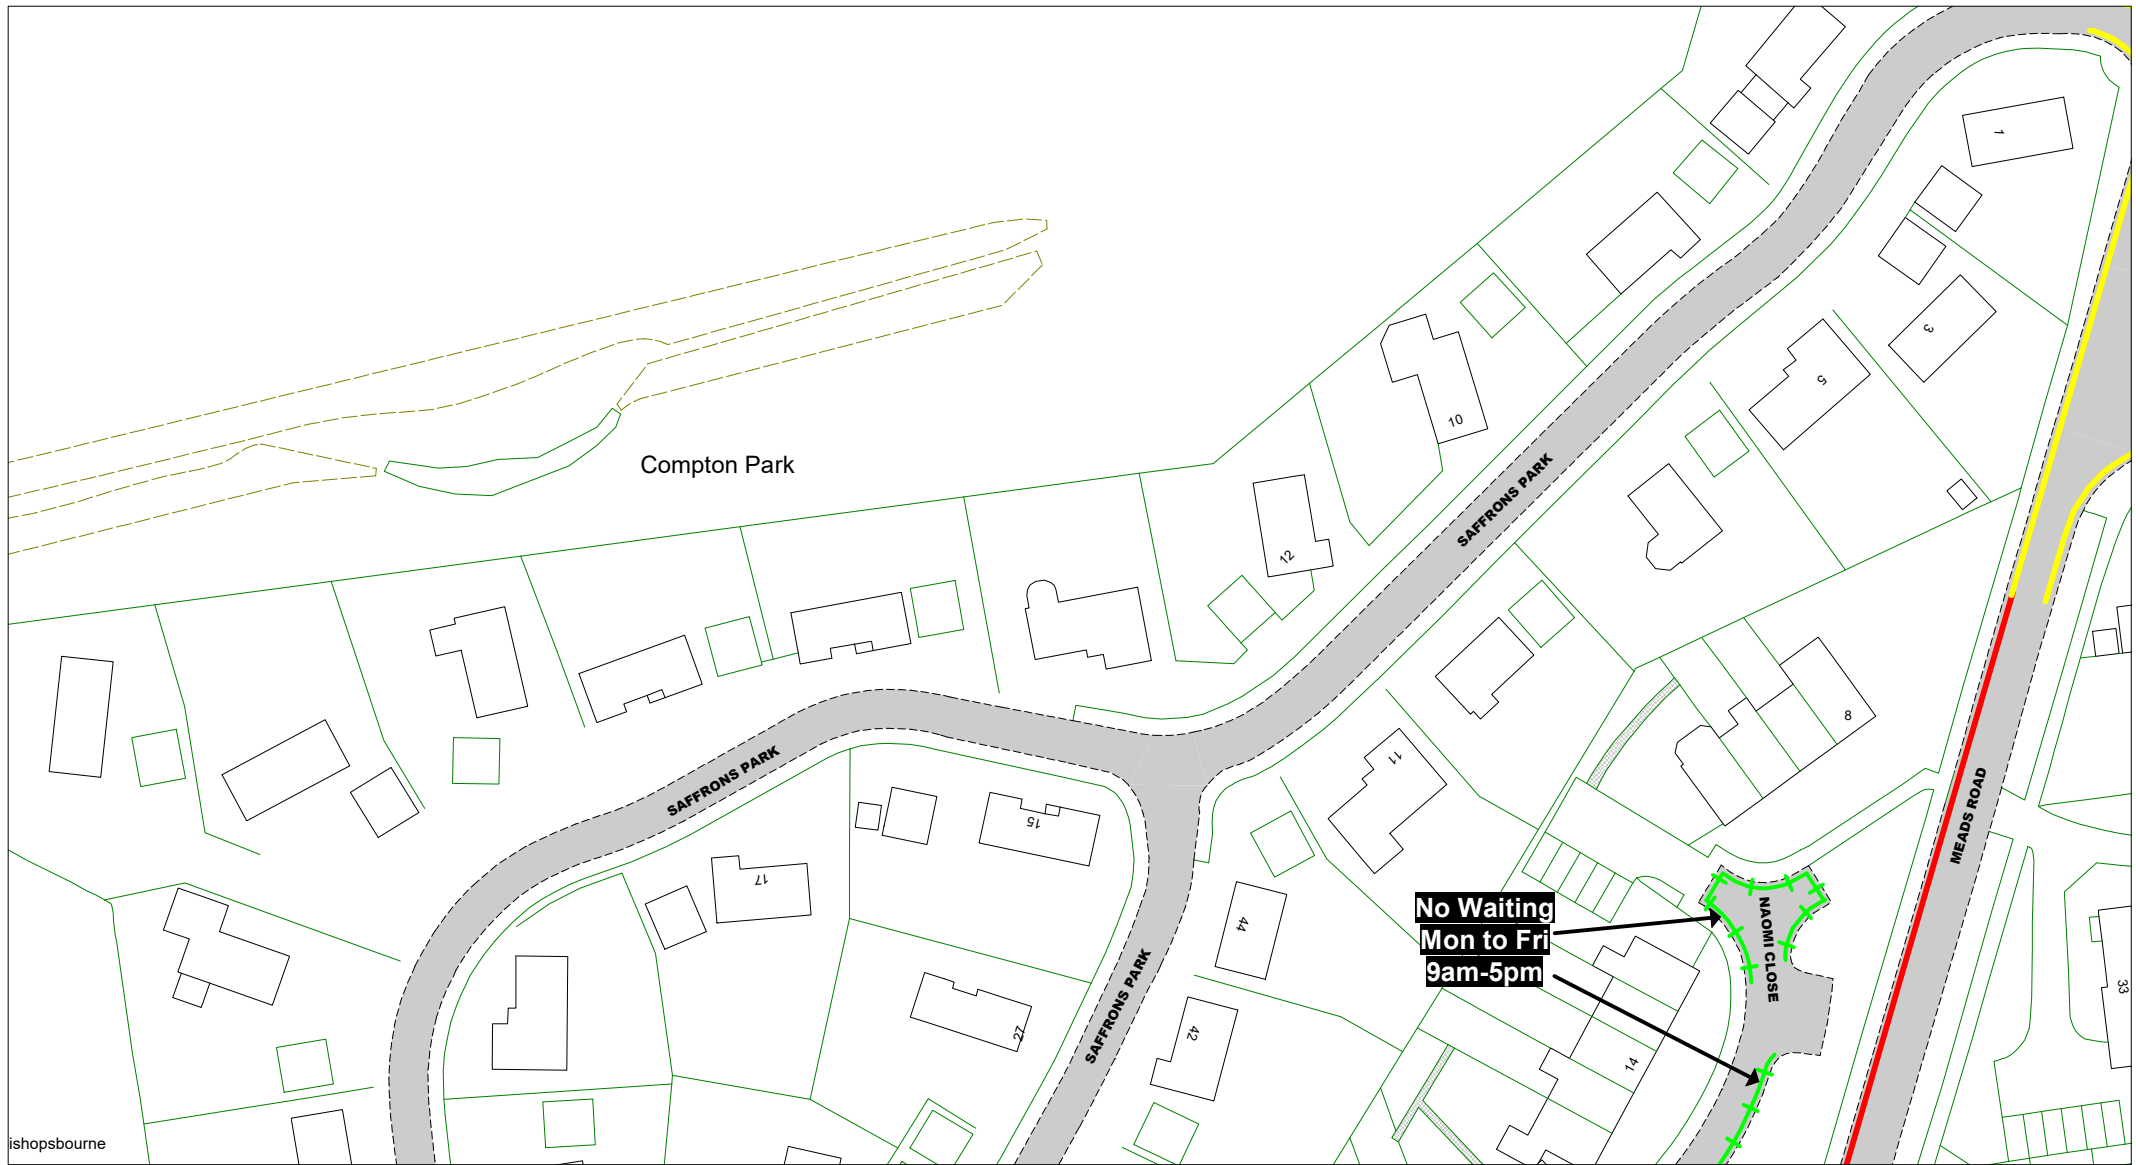 1
3
5
Compton Park
10
SAFFRONS PARK
12
8
11
SAFFRONS PARK
15
MEADS ROAD
17
No Waiting
Mon to Fri
9am-5pm
44
NAOMI CLOSE
33
SAFFRONS PARK
27
42
14
ishopsbourne